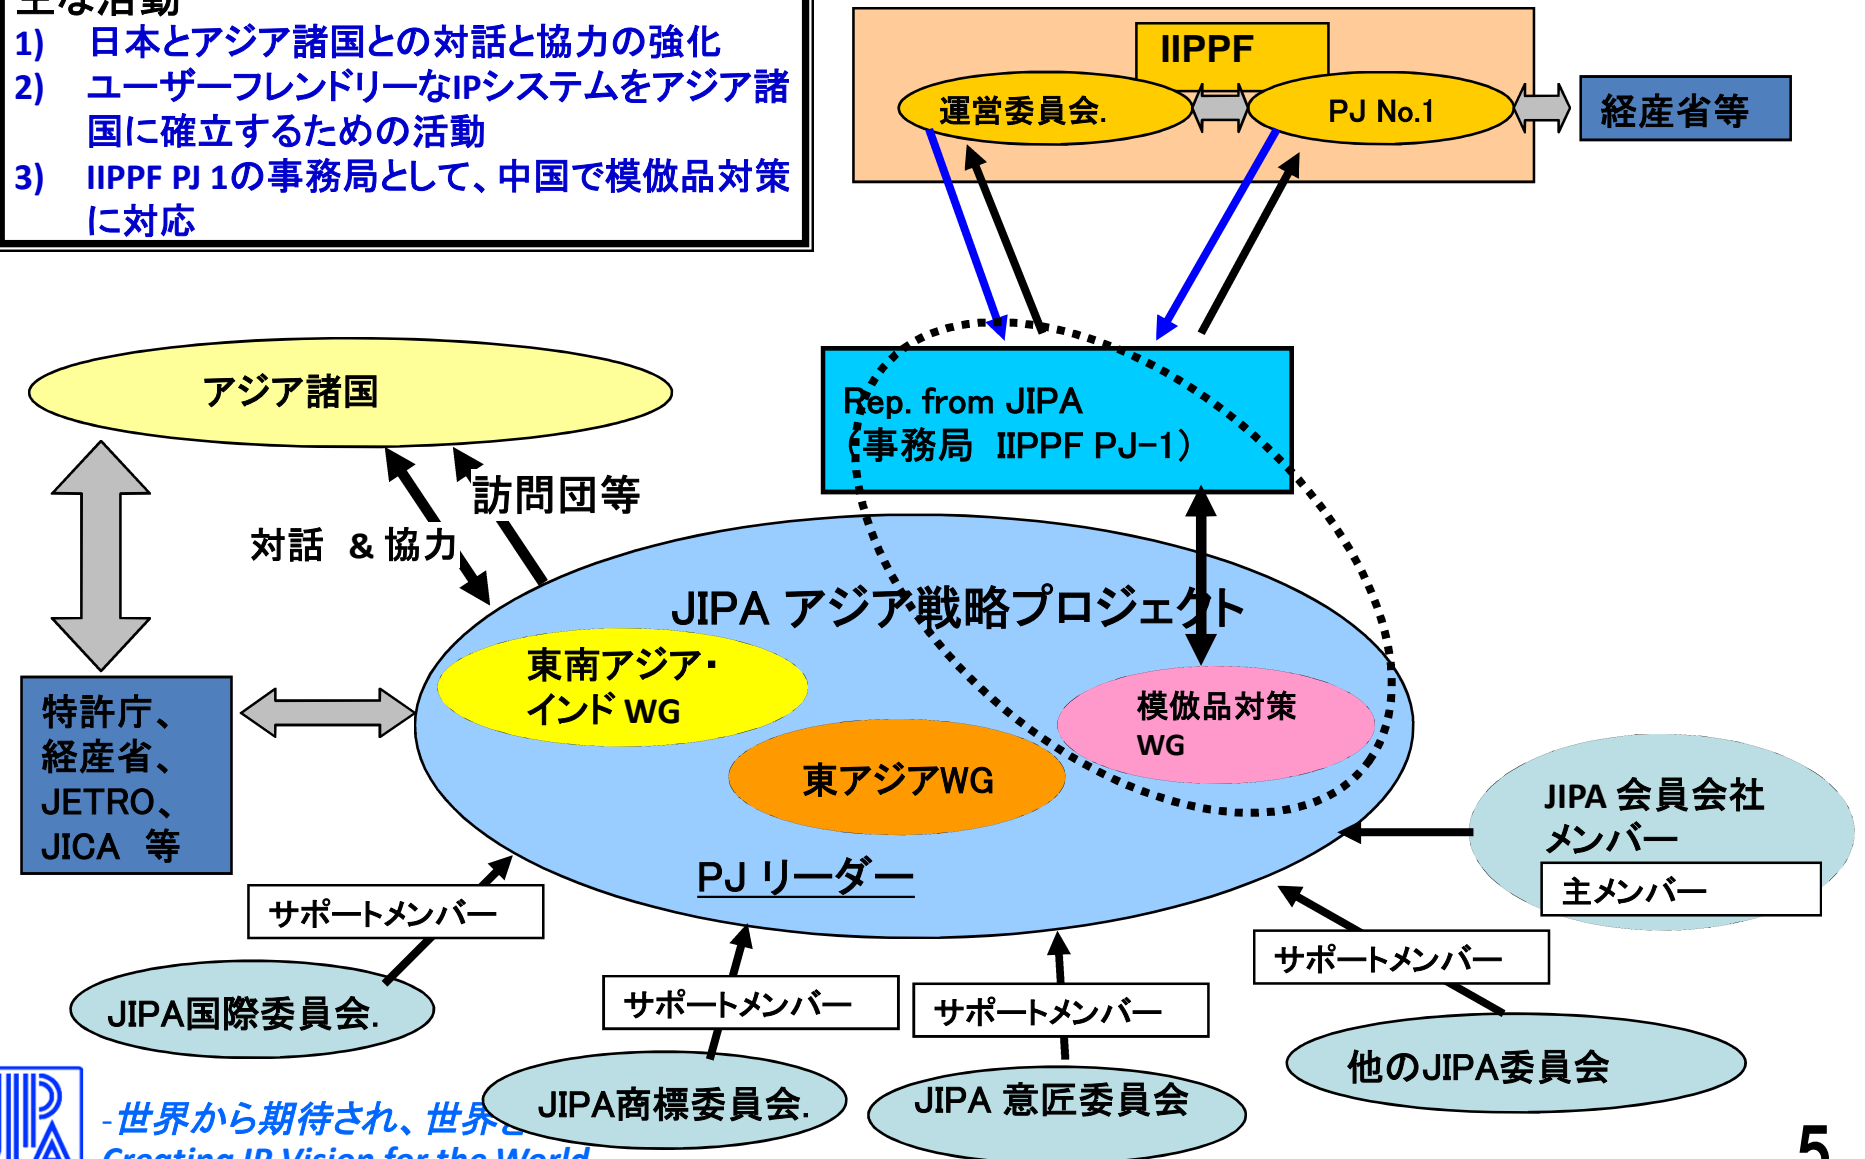 主な活動
1) 日本とアジア諸国との対話と協力の強化
2) ユーザーフレンドリーなIPシステムをアジア諸
国に確立するための活動
3) IIPPF PJ 1の事務局として、中国で模倣品対策
に対応
IIPPF
運営委員会.
PJ No.1
経産省等
アジア諸国
Rep. from JIPA
(事務局 IIPPF PJ-1)
訪問団等
対話 & 協力
JIPA アジア戦略プロジェクト
東南アジア・
インド WG
模倣品対策
WG
東アジアWG
特許庁、
経産省、
JETRO、
JICA 等
PJ リーダー
JIPA 会員会社
メンバー
主メンバー
サポートメンバー
サポートメンバー
サポートメンバー
サポートメンバー
JIPA国際委員会.
JIPA商標委員会.
JIPA 意匠委員会
他のJIPA委員会
-世界から期待され、世界
Creating IP Vision for the World
5